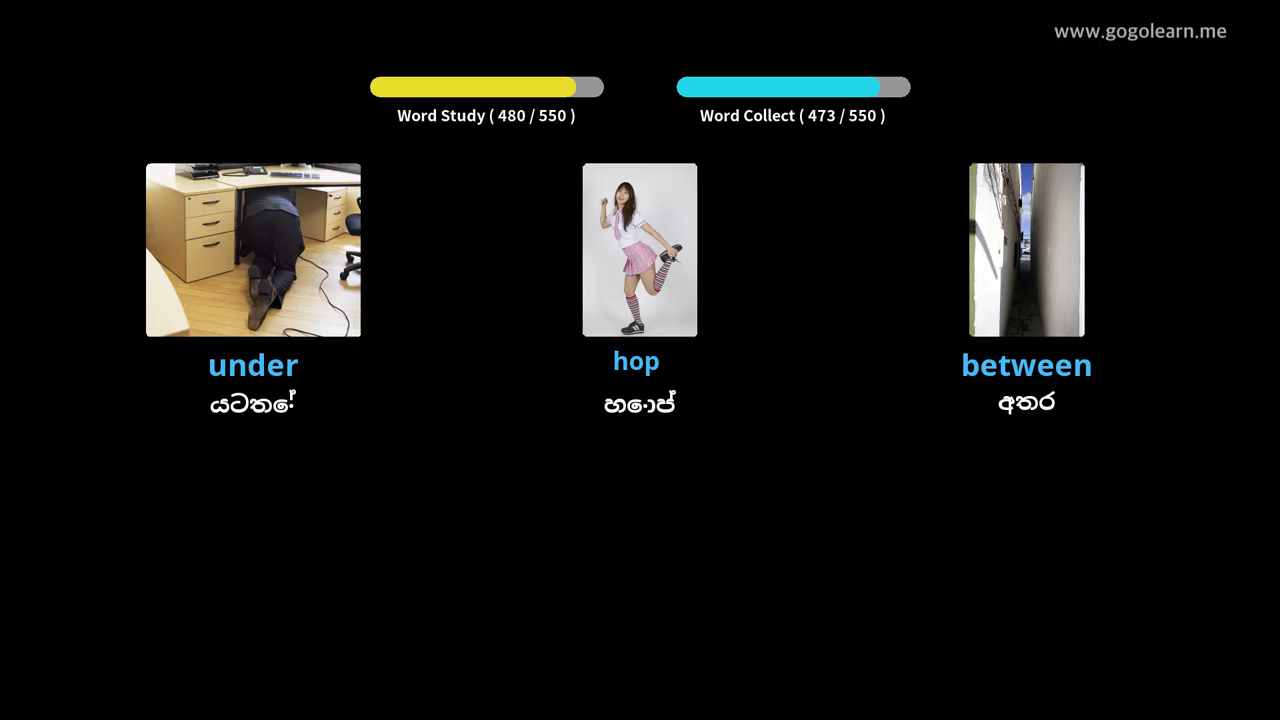 www.gogolearn.me
Word Study ( 480 / 550 )
Word Collect ( 473 / 550 )
under
hop
between
යටතේ
හොප්
අතර